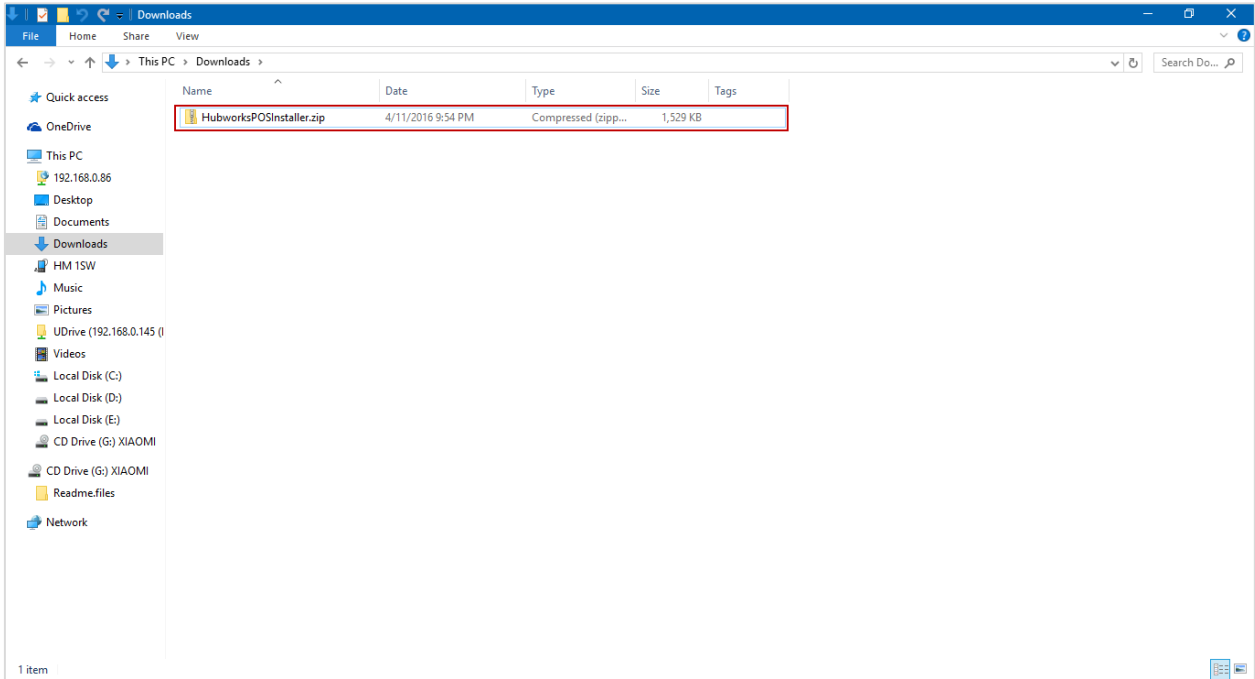 Downloads
File Home Share View
This PC Downloads Search Do...
Name Date Type Size Tags
HubworksPOSInstaller.zip 4/11/2016 9:54 PM Compressed (zipp... 1,529 KB
Quick access
OneDrive
This PC
192.168.0.86
Desktop
Documents
Downloads
HM 1SW
Music
Pictures
UDrive (192.168.0.145 (
Videos
Local Disk (C:)
Local Disk (D:)
Local Disk (E:)
CD Drive (G:) XIAOMI
CD Drive (G:) XIAOMI
Readme.files
Network
1 item